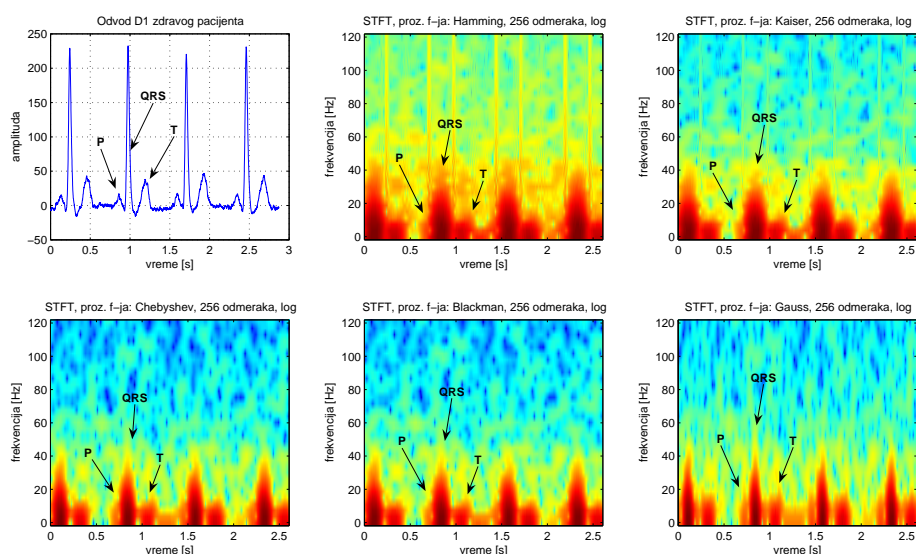 Odvod D1 zdravog pacijenta
amplituda
250
200
150
100
50
0
−50
QRS
P
T
0 0.5 1 1.5 2 2.5 3
vreme [s]
STFT, proz. f−ja: Hamming, 256 odmeraka, log
frekvencija [Hz]
120
100
80
60
40
20
0
QRS
P
T
0 0.5 1 1.5 2 2.5
vreme [s]
STFT, proz. f−ja: Kaiser, 256 odmeraka, log
frekvencija [Hz]
120
100
80
60
40
20
0
QRS
P
T
0 0.5 1 1.5 2 2.5
vreme [s]
STFT, proz. f−ja: Chebyshev, 256 odmeraka, log
frekvencija [Hz]
120
100
80
60
40
20
0
QRS
P
T
0 0.5 1 1.5 2 2.5
vreme [s]
STFT, proz. f−ja: Blackman, 256 odmeraka, log
frekvencija [Hz]
120
100
80
60
40
20
0
QRS
P
T
0 0.5 1 1.5 2 2.5
vreme [s]
STFT, proz. f−ja: Gauss, 256 odmeraka, log
frekvencija [Hz]
120
100
80
60
40
20
0
QRS
P
T
0 0.5 1 1.5 2 2.5
vreme [s]